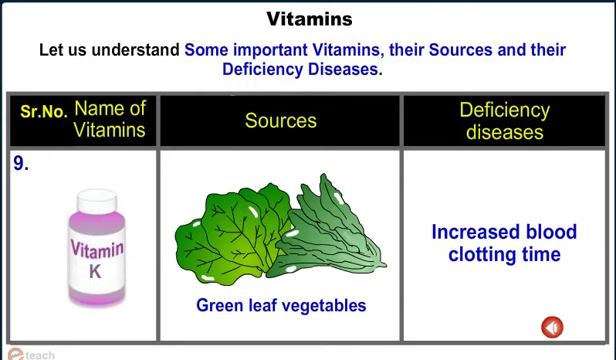 Vitamins
Let us understand Some important Vitamins, their Sources and their
Deficiency Diseases.
Sr.No. Name of
Vitamins
Sources
Deficiency
diseases
9.
Vitamin
K
Green leaf vegetables
Increased blood
clotting time
e teach